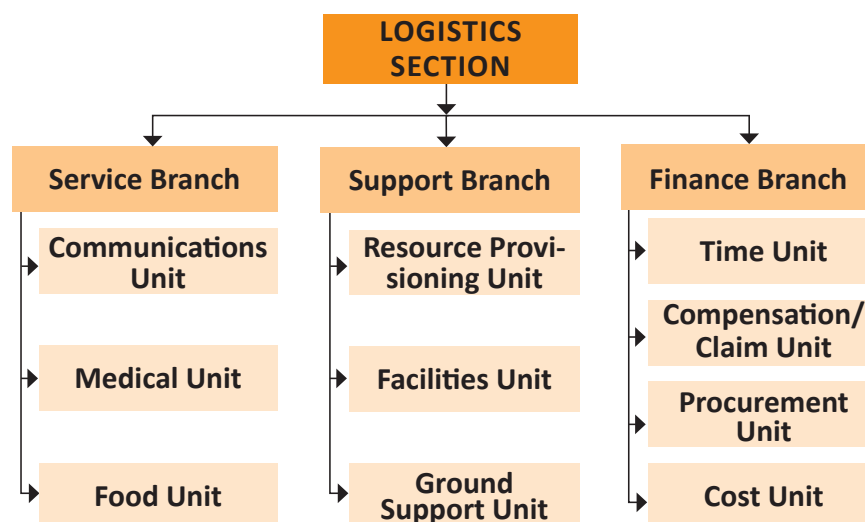 LOGISTICS
SECTION
Service Branch
Communications
Unit
Medical Unit
Food Unit
Support Branch
Resource Provi-
sioning Unit
Facilities Unit
Ground
Support Unit
Finance Branch
Time Unit
Compensation/
Claim Unit
Procurement
Unit
Cost Unit